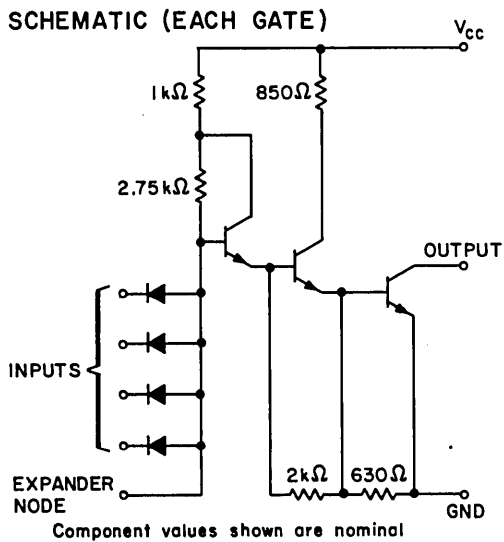 SCHEMATIC (EACH GATE)
VCC
1kΩ
850Ω
2.75kΩ
OUTPUT
INPUTS
2kΩ
630Ω
EXPANDER
NODE
GND
Component values shown are nominal